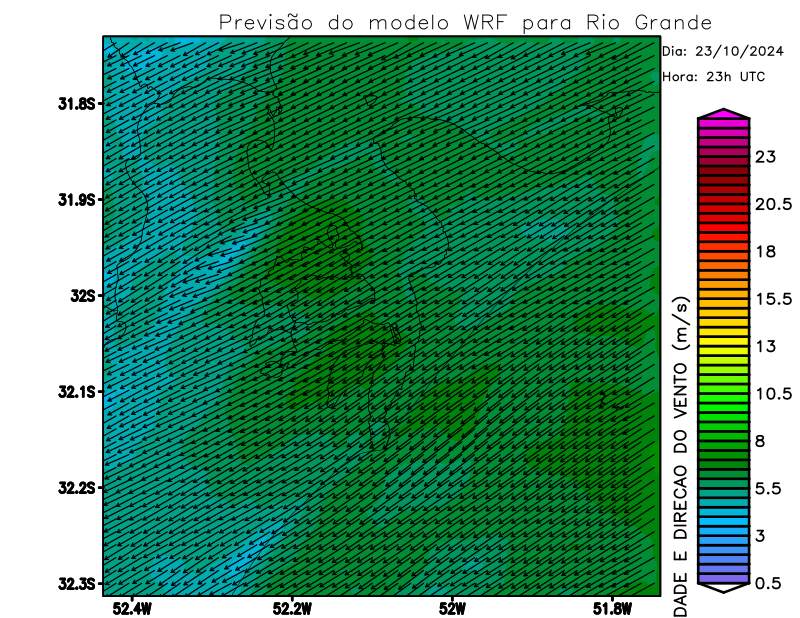 Previsão do modelo WRF para Rio Grande
Dia: 23/10/2024
Hora: 23h UTC
31.8S
31.9S
32S
32.1S
32.2S
32.3S
52.4W
52.2W
52W
51.8W
23
20.5
18
15.5
13
10.5
8
5.5
3
0.5
DADE E DIRECAO DO VENTO (m/s)